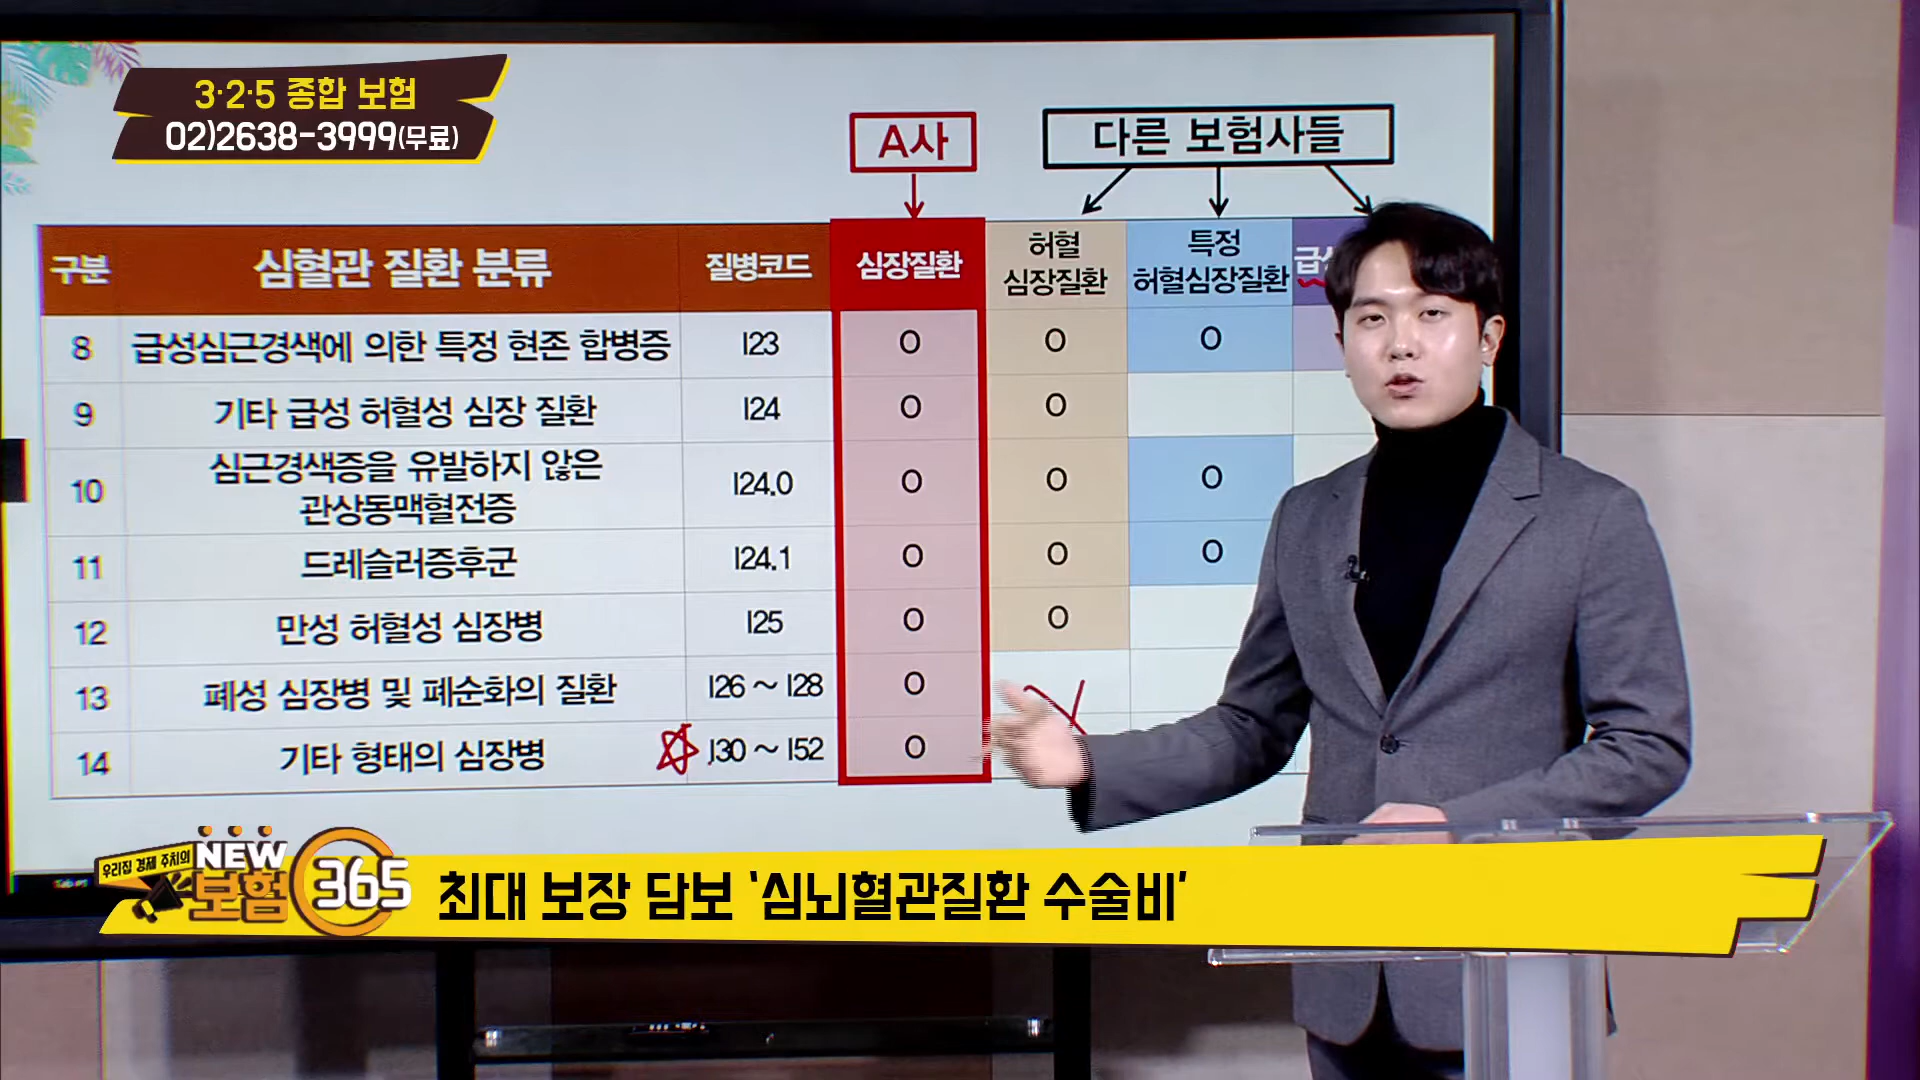 3·2·5 종합 보험
02)2638-3999(무료)
A사
다른 보험사들
구분 심혈관 질환 분류 질병코드 심장질환 허혈 심장질환 특정 허혈심장질환
8 급성심근경색에 의한 특정 현존 합병증 I23 O O O
9 기타 급성 허혈성 심장 질환 I24 O O
10 심근경색증을 유발하지 않은 관상동맥혈전증 I24.0 O O O
11 드레슬러증후군 I24.1 O O O
12 만성 허혈성 심장병 I25 O O
13 폐성 심장병 및 폐순화의 질환 I26 ~ I28 O
14 기타 형태의 심장병 I30 ~ I52 O
우리집 경제 주치의
NEW
보험 365
최대 보장 담보 ‘심뇌혈관질환 수술비’